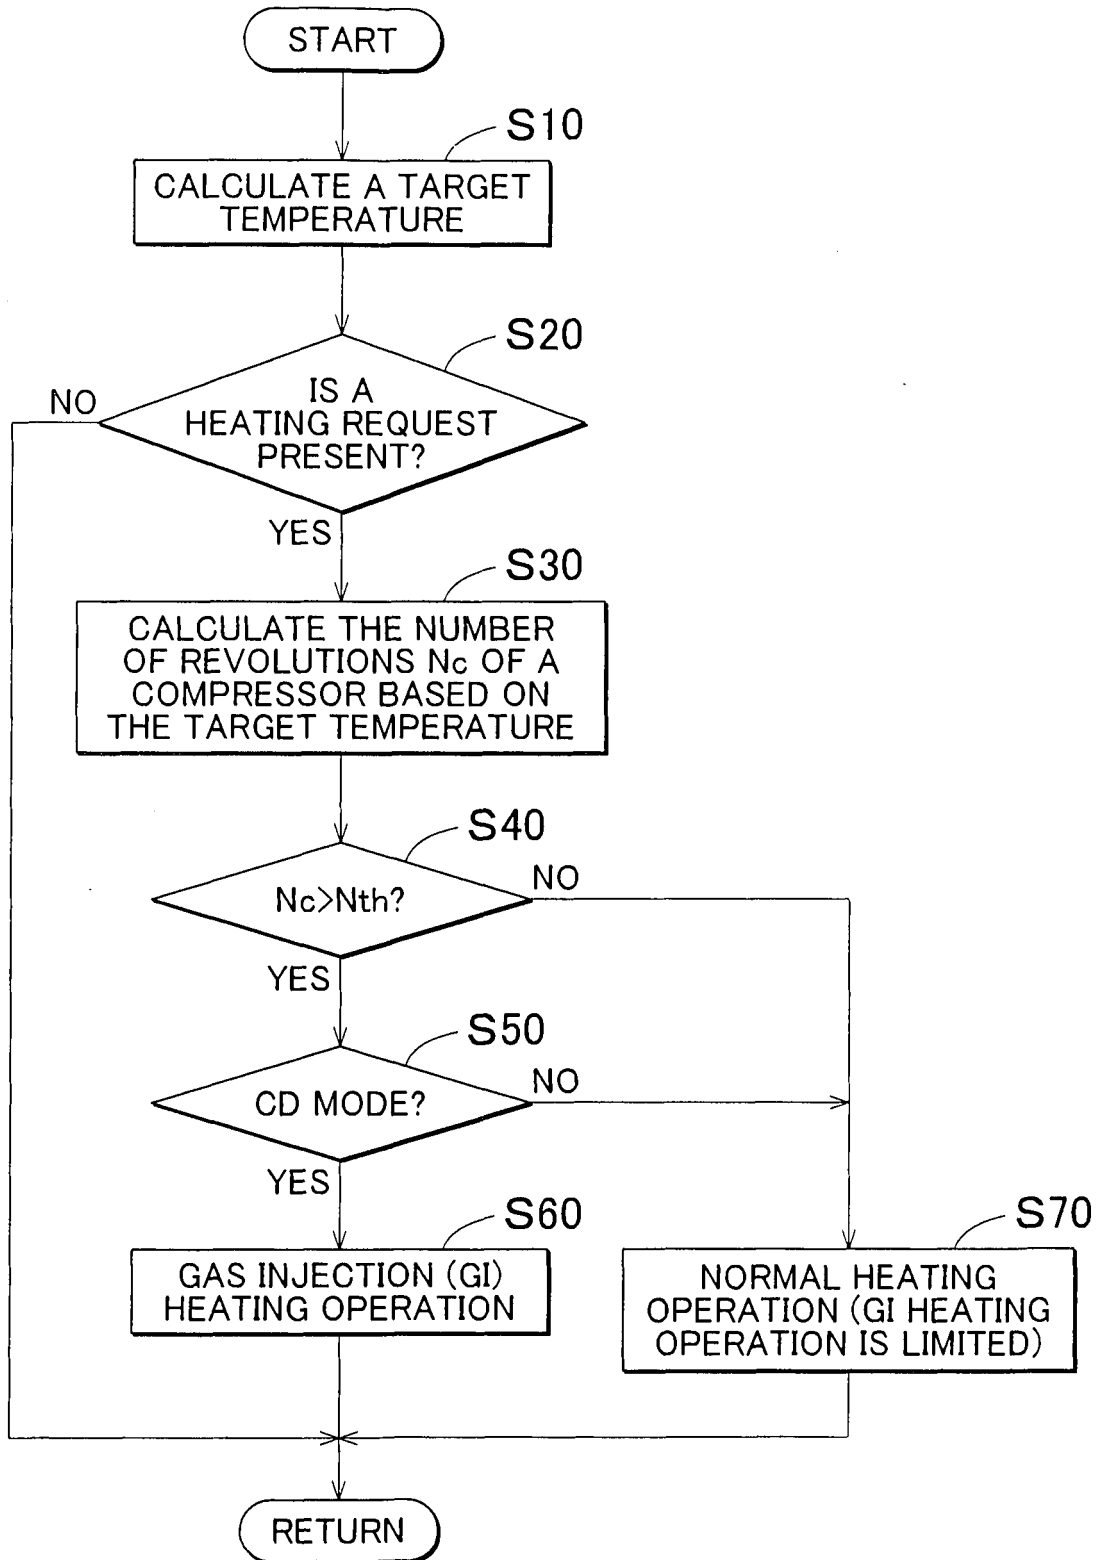 START
S10
CALCULATE A TARGET
TEMPERATURE
S20
IS A
HEATING REQUEST
PRESENT?
NO
YES
S30
CALCULATE THE NUMBER
OF REVOLUTIONS Nc OF A
COMPRESSOR BASED ON
THE TARGET TEMPERATURE
S40
Nc>Nth?
NO
YES
S50
CD MODE?
NO
YES
S60
GAS INJECTION (GI)
HEATING OPERATION
S70
NORMAL HEATING
OPERATION (GI HEATING
OPERATION IS LIMITED)
RETURN